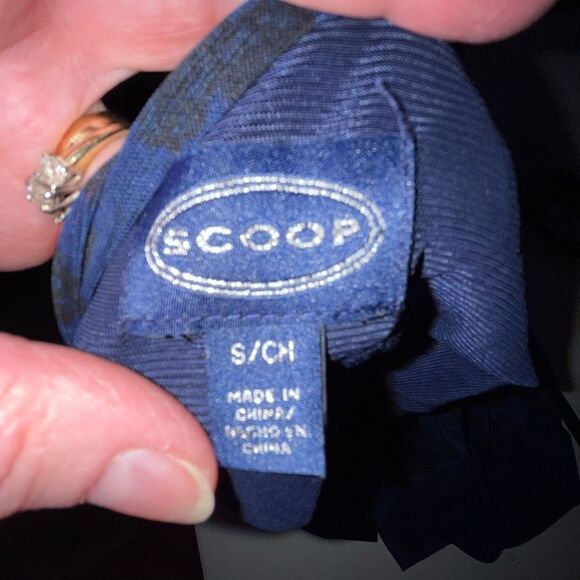 SCOOP
S/CH
MADE IN
CHINA/
HECHO EN
CHINA